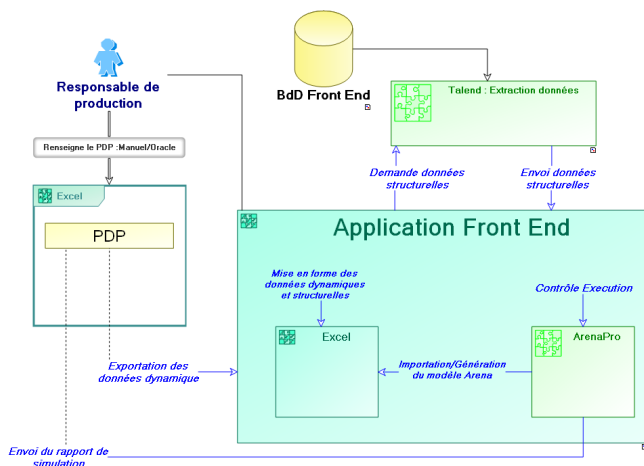 Responsable de
production
BdD Front End
Talend : Extraction données
Renseigne le PDP :Manuel/Oracle
Demande données
structurelles
Envoi données
structurelles
Excel
PDP
Application Front End
Mise en forme des
données dynamiques
et structurelles
Contrôle Execution
Excel
ArenaPro
Importation/Génération
du modèle Arena
Exportation des
données dynamique
Envoi du rapport de
simulation